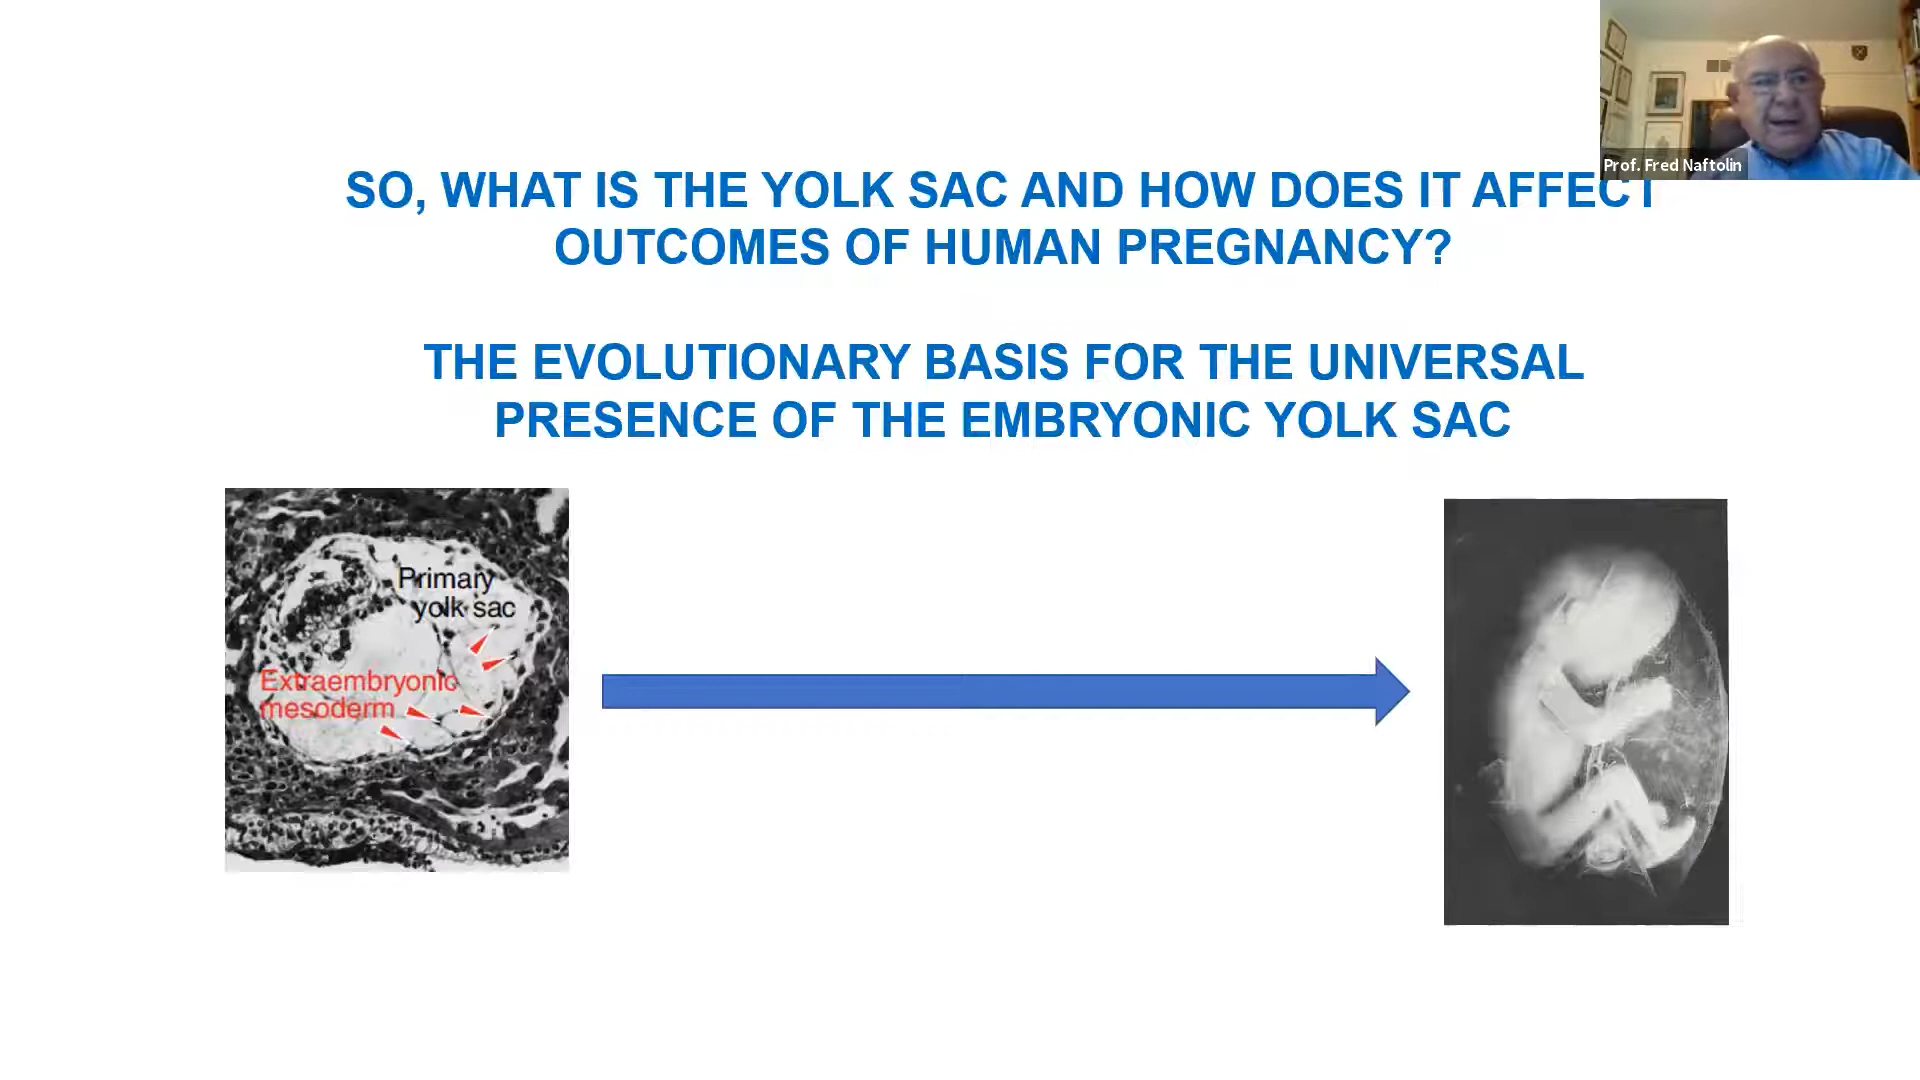 Prof. Fred Naftolin
SO, WHAT IS THE YOLK SAC AND HOW DOES IT AFFECT
OUTCOMES OF HUMAN PREGNANCY?
THE EVOLUTIONARY BASIS FOR THE UNIVERSAL
PRESENCE OF THE EMBRYONIC YOLK SAC
Primary
yolk sac
Extraembryonic
mesoderm